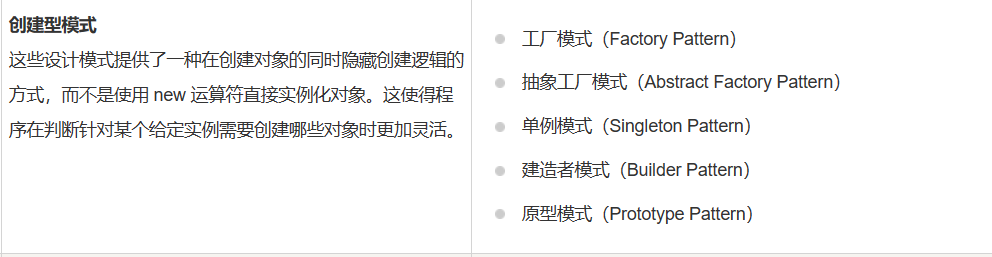 创建型模式
这些设计模式提供了一种在创建对象的同时隐藏创建逻辑的
方式，而不是使用 new 运算符直接实例化对象。这使得程
序在判断针对某个给定实例需要创建哪些对象时更加灵活。
工厂模式（Factory Pattern）
抽象工厂模式（Abstract Factory Pattern）
单例模式（Singleton Pattern）
建造者模式（Builder Pattern）
原型模式（Prototype Pattern）